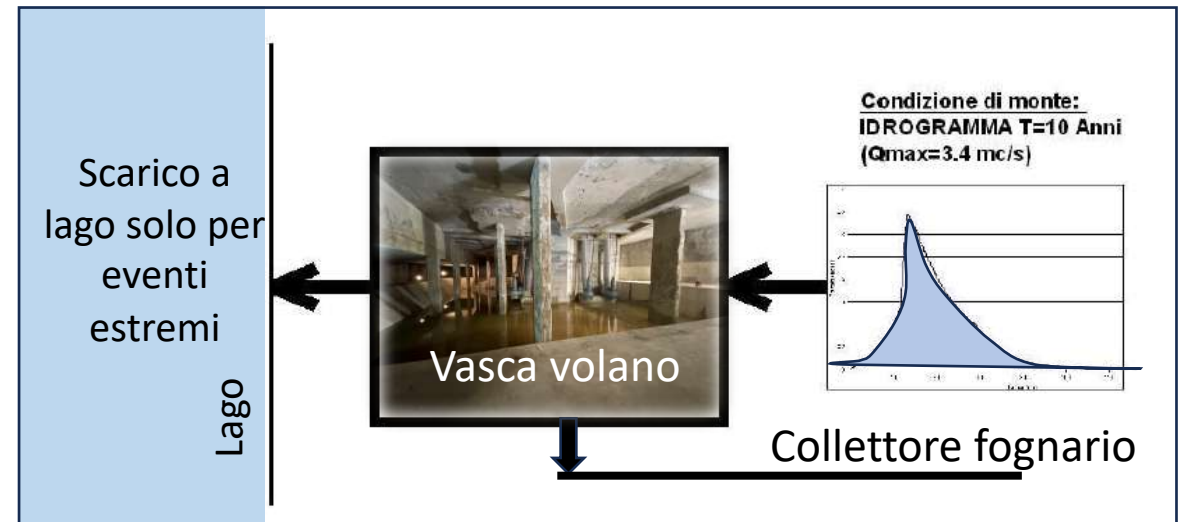 Scarico a
lago solo per
eventi
estremi
Lago
Vasca volano
Condizione di monte:
IDROGRAMMA T=10 Anni
(Qmax=3.4 mc/s)
Collettore fognario